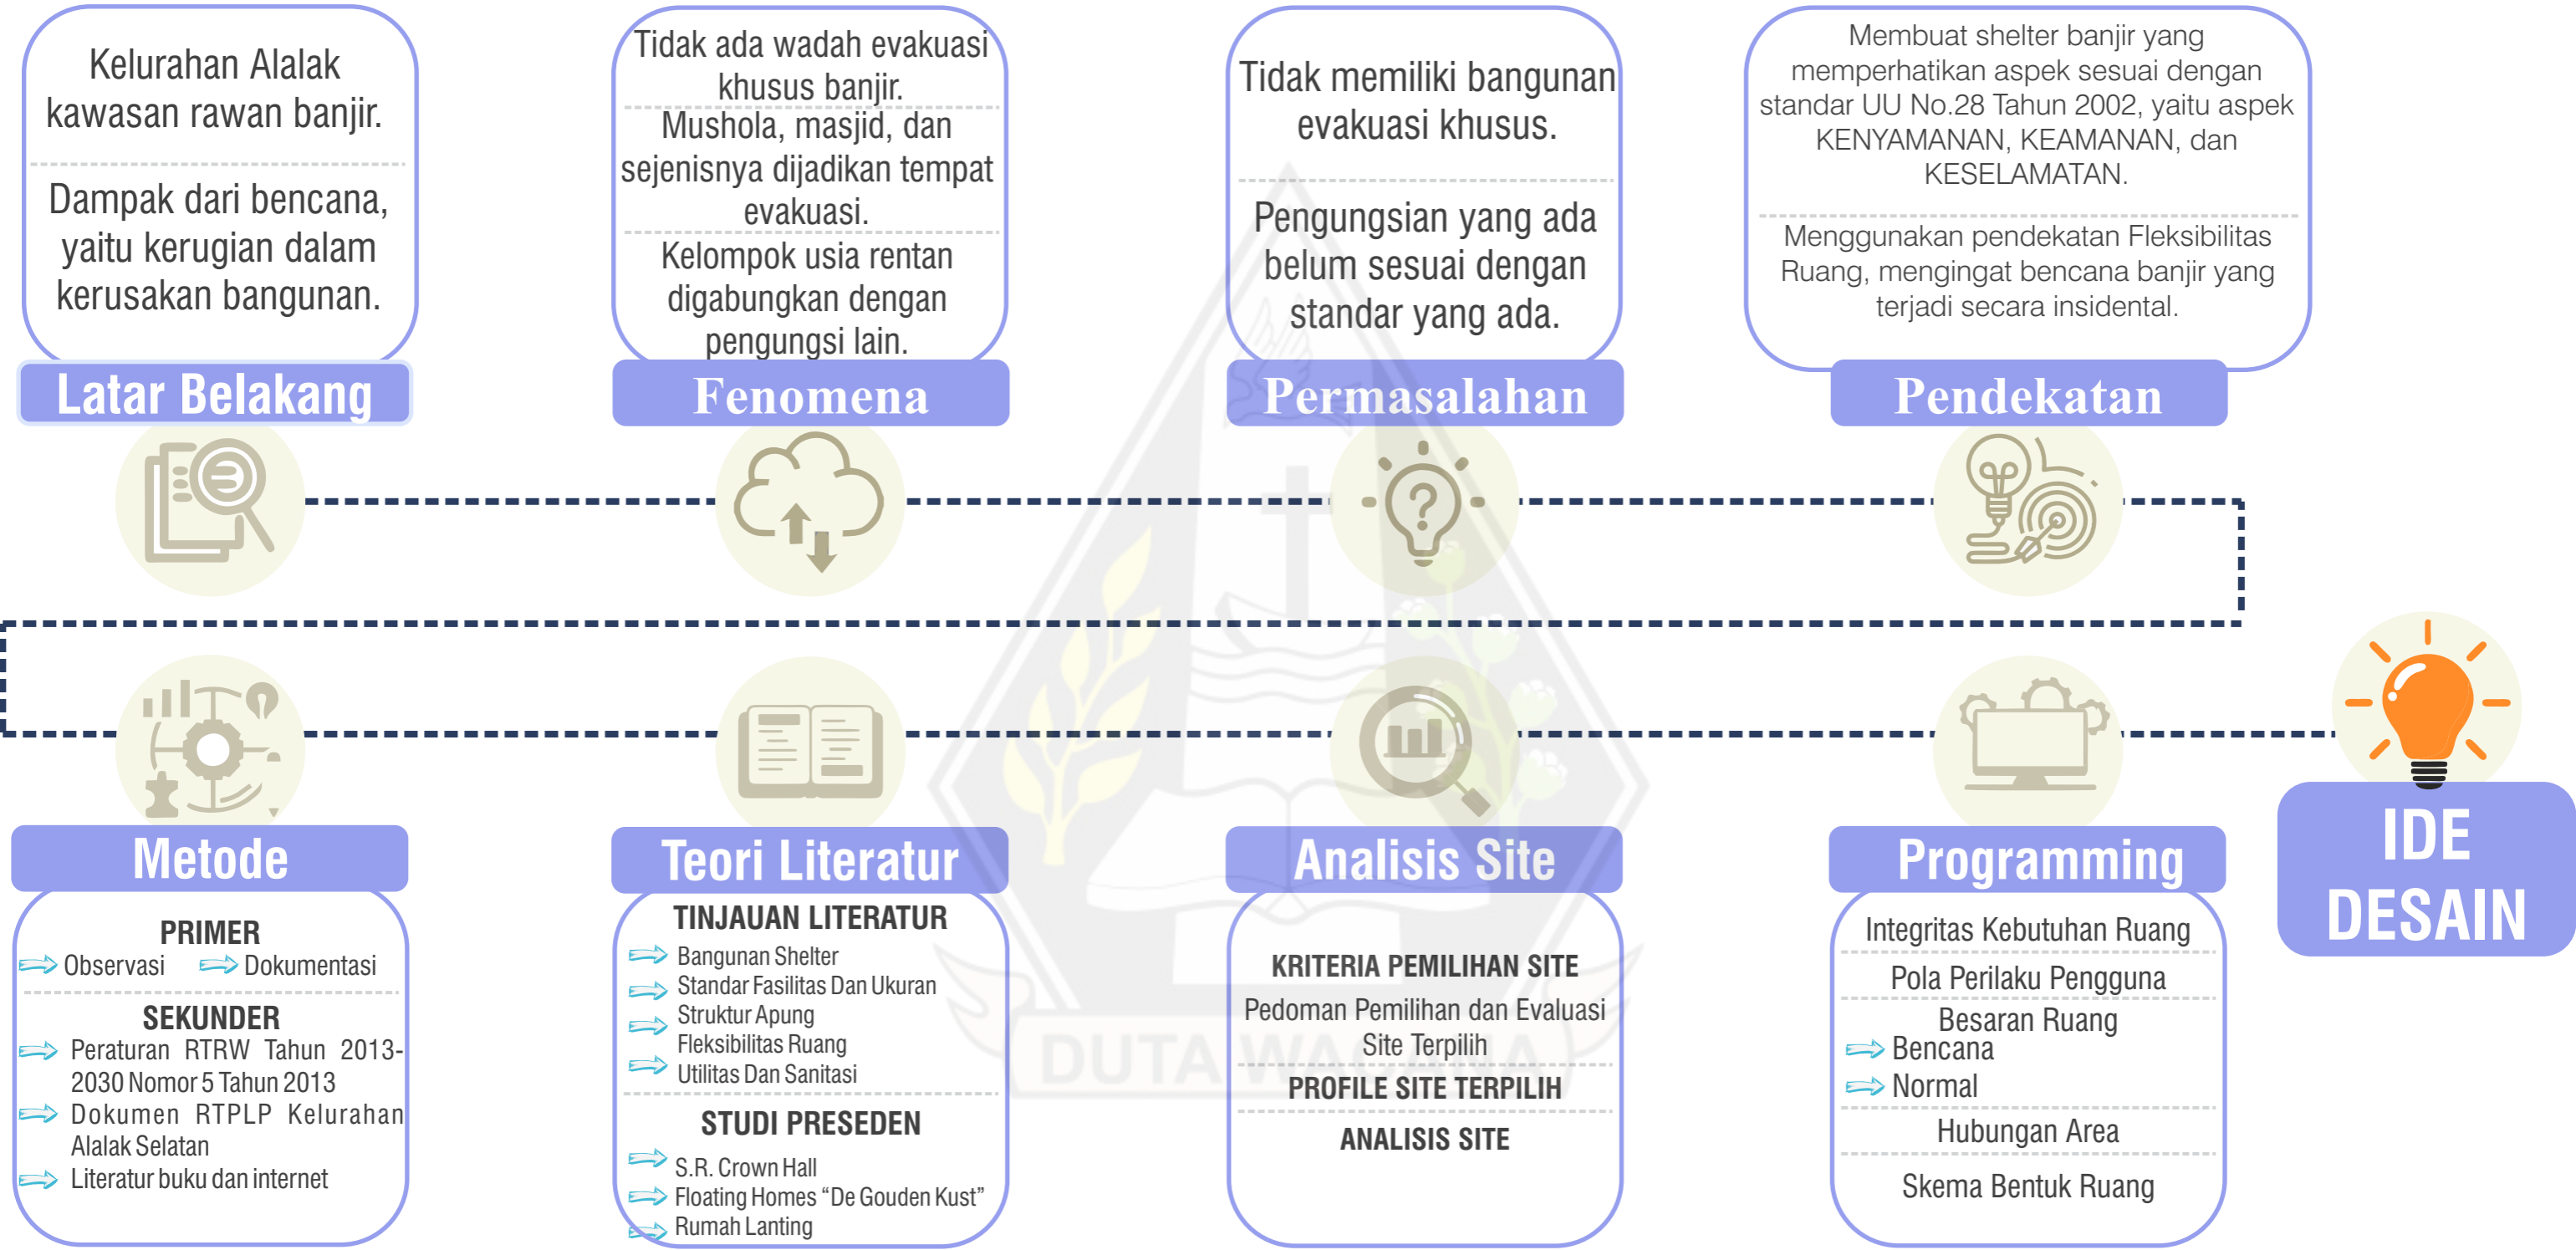 Kelurahan Alalak
kawasan rawan banjir.
Dampak dari bencana,
yaitu kerugian dalam
kerusakan bangunan.
Latar Belakang
Tidak ada wadah evakuasi
khusus banjir.
Mushola, masjid, dan
sejenisnya dijadikan tempat
evakuasi.
Kelompok usia rentan
digabungkan dengan
pengungsi lain.
Fenomena
Tidak memiliki bangunan
evakuasi khusus.
Pengungsian yang ada
belum sesuai dengan
standar yang ada.
Permasalahan
Membuat shelter banjir yang
memperhatikan aspek sesuai dengan
standar UU No.28 Tahun 2002, yaitu aspek
KENYAMANAN, KEAMANAN, dan
KESELAMATAN.
Menggunakan pendekatan Fleksibilitas
Ruang, mengingat bencana banjir yang
terjadi secara insidental.
Pendekatan
Metode
PRIMER
Observasi Dokumentasi
SEKUNDER
Peraturan RTRW Tahun 2013-
2030 Nomor 5 Tahun 2013
Dokumen RTPLP Kelurahan
Alalak Selatan
Literatur buku dan internet
Teori Literatur
TINJAUAN LITERATUR
Bangunan Shelter
Standar Fasilitas Dan Ukuran
Struktur Apung
Fleksibilitas Ruang
Utilitas Dan Sanitasi
STUDI PRESEDEN
S.R. Crown Hall
Floating Homes “De Gouden Kust”
Rumah Lanting
Analisis Site
KRITERIA PEMILIHAN SITE
Pedoman Pemilihan dan Evaluasi
Site Terpilih
PROFILE SITE TERPILIH
ANALISIS SITE
Programming
Integritas Kebutuhan Ruang
Pola Perilaku Pengguna
Besaran Ruang
Bencana
Normal
Hubungan Area
Skema Bentuk Ruang
IDE
DESAIN
DUTA WACANA